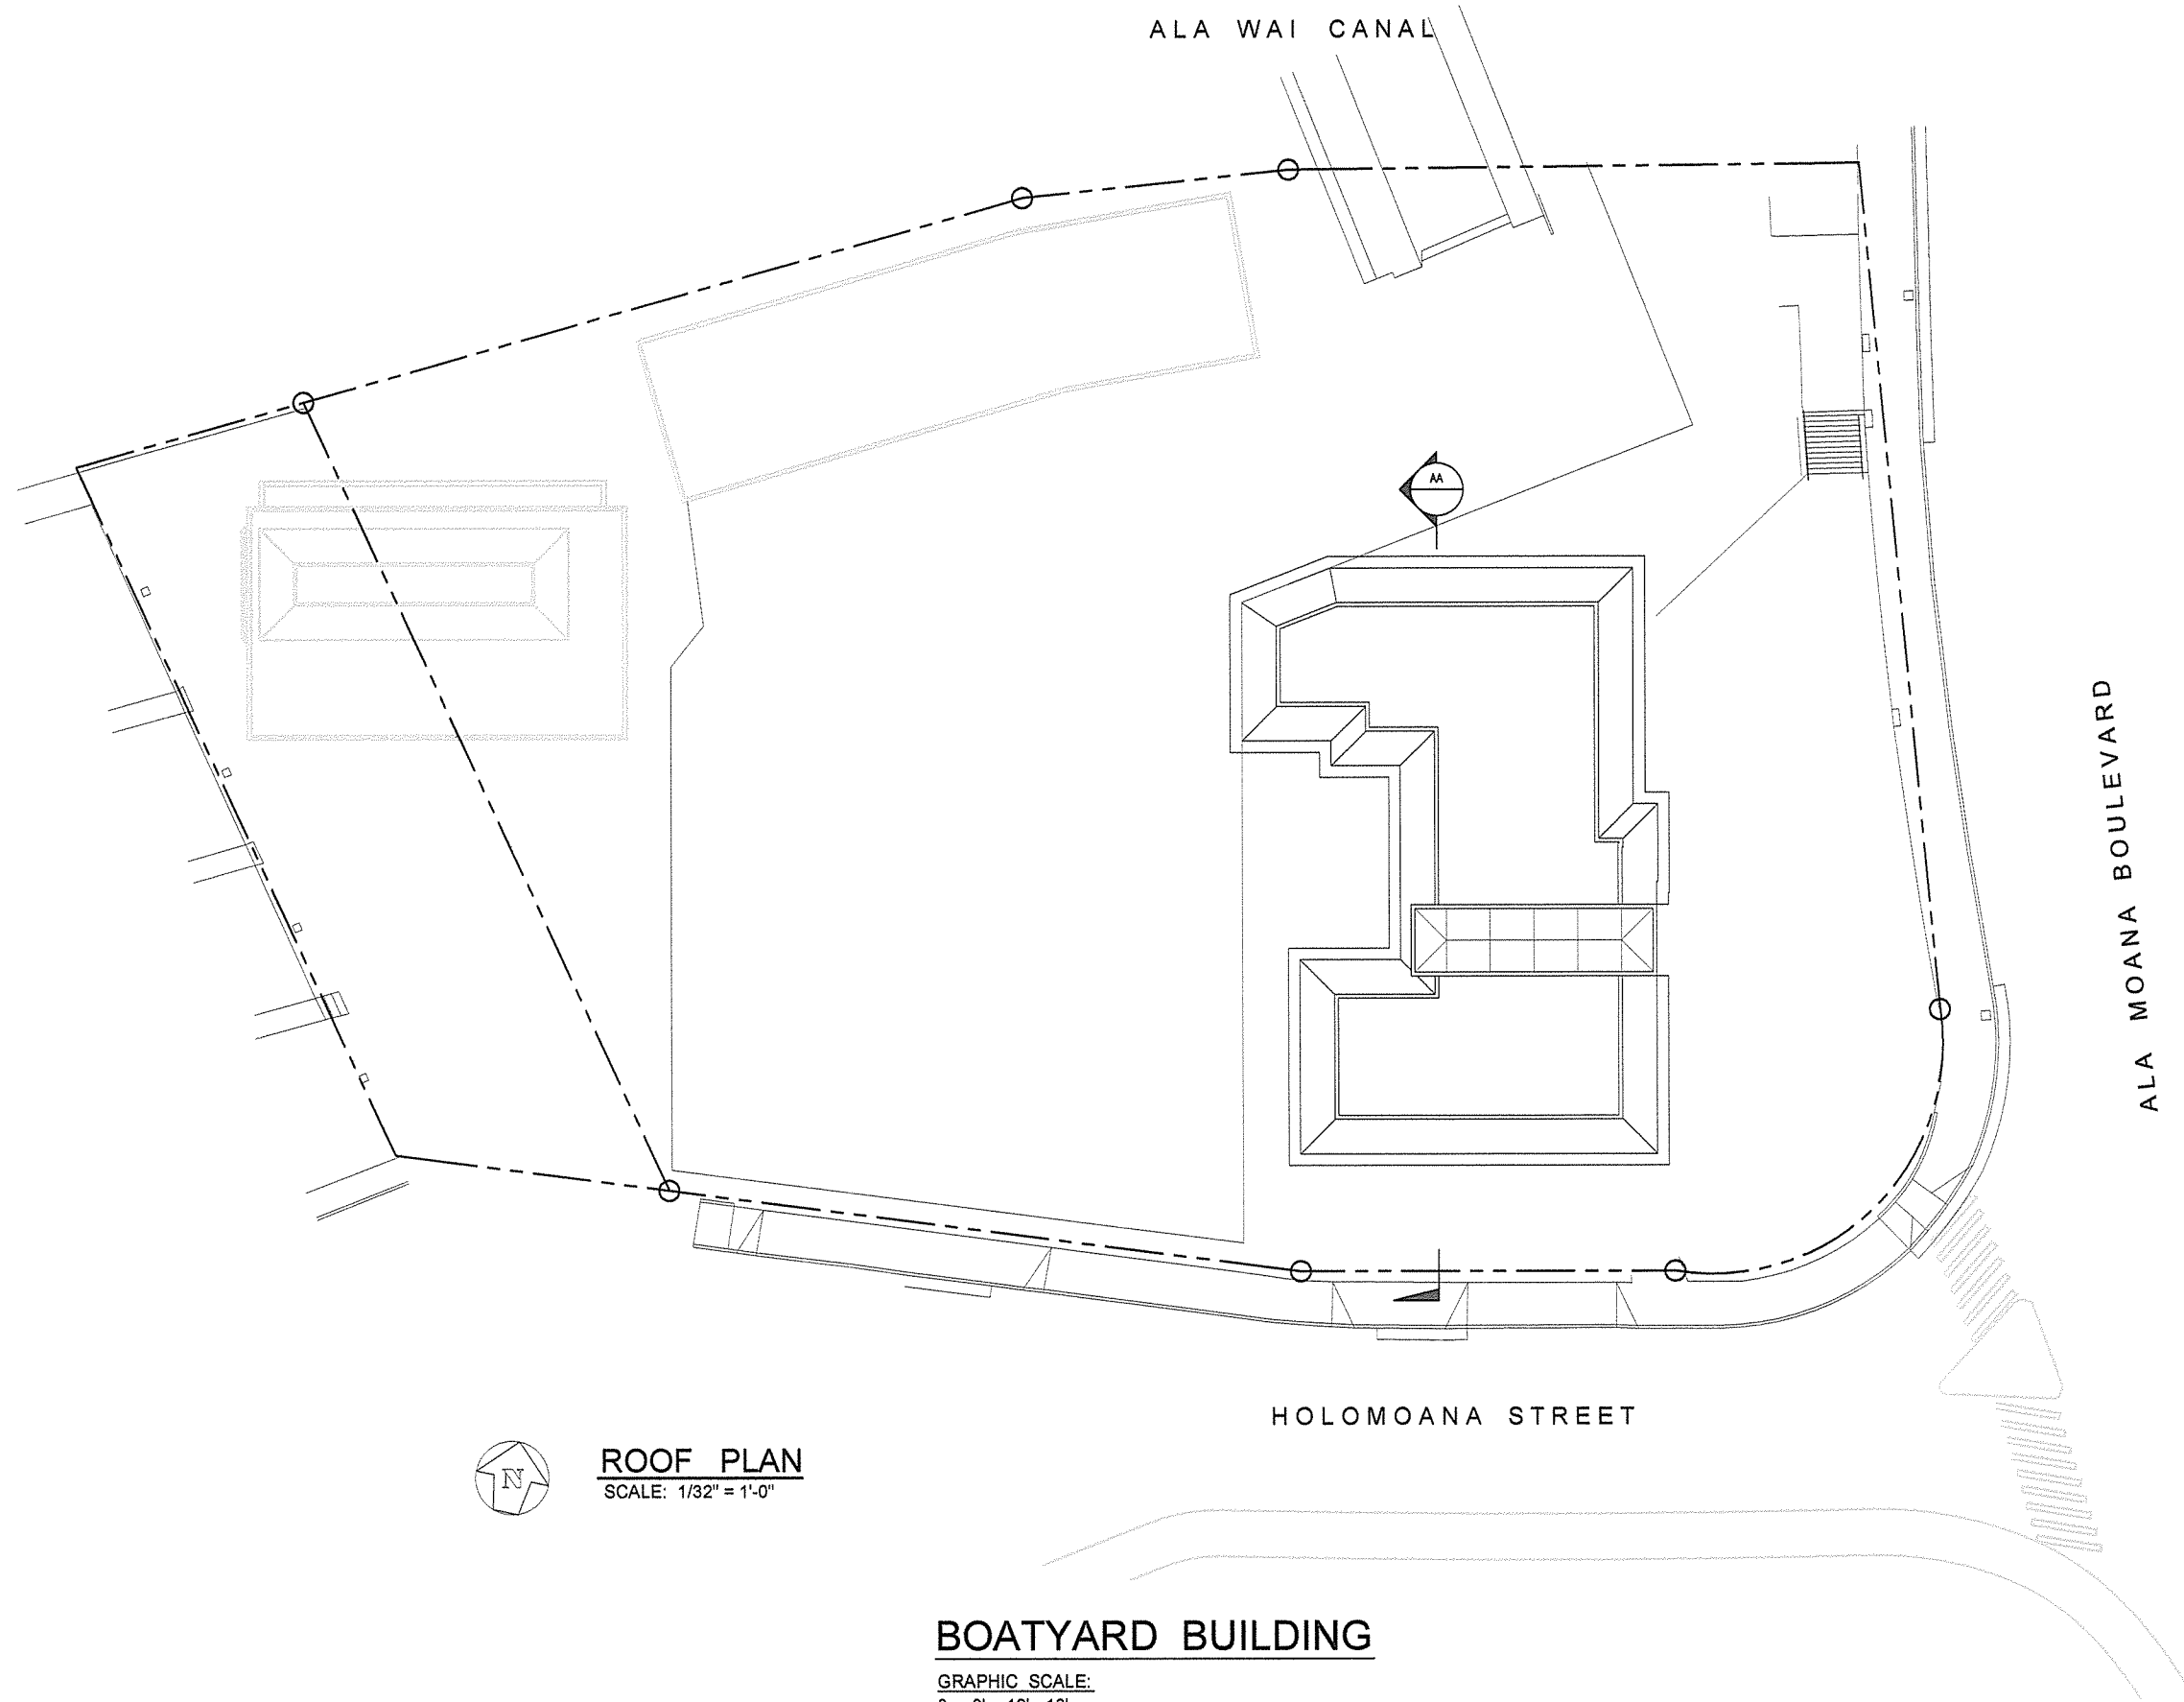 ALA WAI CANAL
AA
ALA MOANA BOULEVARD
HOLOMOANA STREET
N
ROOF PLAN
SCALE: 1/32" = 1'-0"
BOATYARD BUILDING
GRAPHIC SCALE: